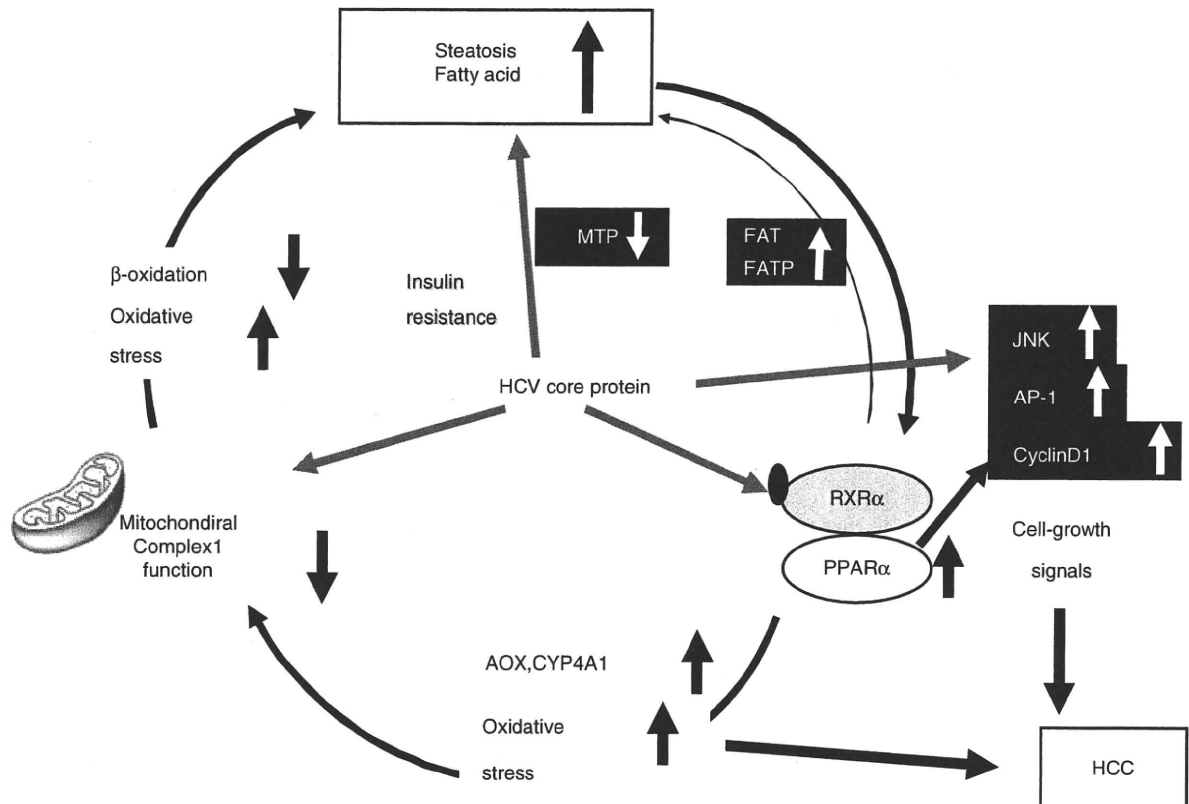 Steatosis
Fatty acid
MTP
FAT
FATP
β-oxidation
Oxidative
stress
Insulin
resistance
JNK
AP-1
CyclinD1
HCV core protein
RXRα
PPARα
Mitochondiral
Complex1
function
Cell-growth
signals
AOX,CYP4A1
Oxidative
stress
HCC